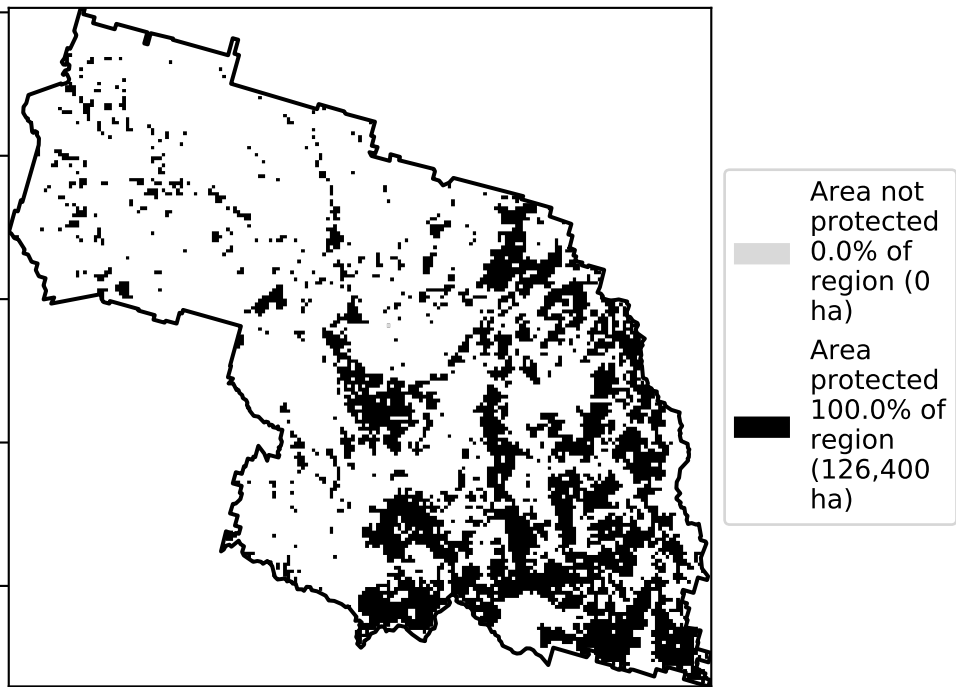 Area not
protected
0.0% of
region (0
ha)
Area
protected
100.0% of
region
(126,400
ha)